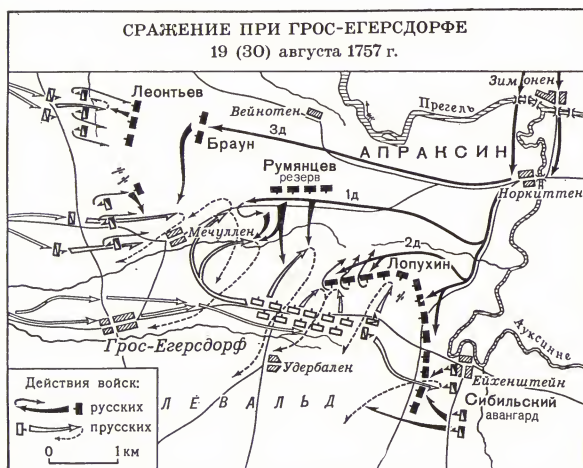 СРАЖЕНИЕ ПРИ ГРОС-ЕГЕРСДОРФЕ
19 (30) августа 1757 г.
Леонтьев
Зимонен
Вейнотен
Прегель
3д
Браун
АПРАКСИН
Румянцев
резерв
Норкиттен
1д
Мечуллен
2д
Лопухин
Ауксинне
Грос-Егерсдорф
Удербален
Ейхенштейн
Сибильский
авангард
ЛЕВАЛЬД
Действия войск:
русских
прусских
0 1 км